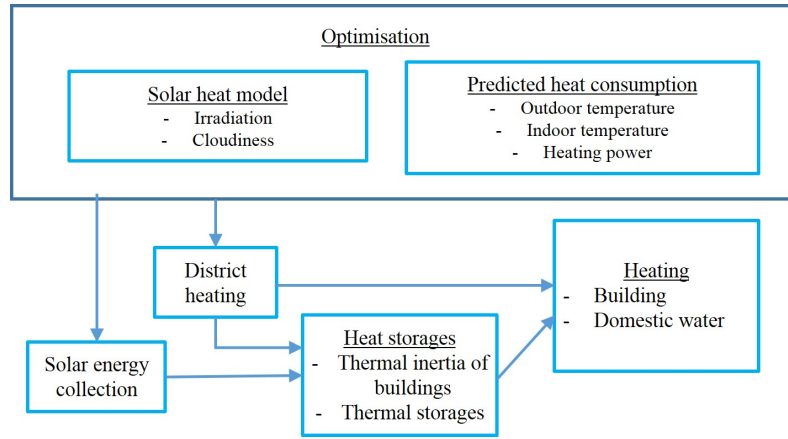 Optimisation
Solar heat model
- Irradiation
- Cloudiness
Predicted heat consumption
- Outdoor temperature
- Indoor temperature
- Heating power
District
heating
Heating
- Building
- Domestic water
Solar energy
collection
Heat storages
- Thermal inertia of
buildings
- Thermal storages